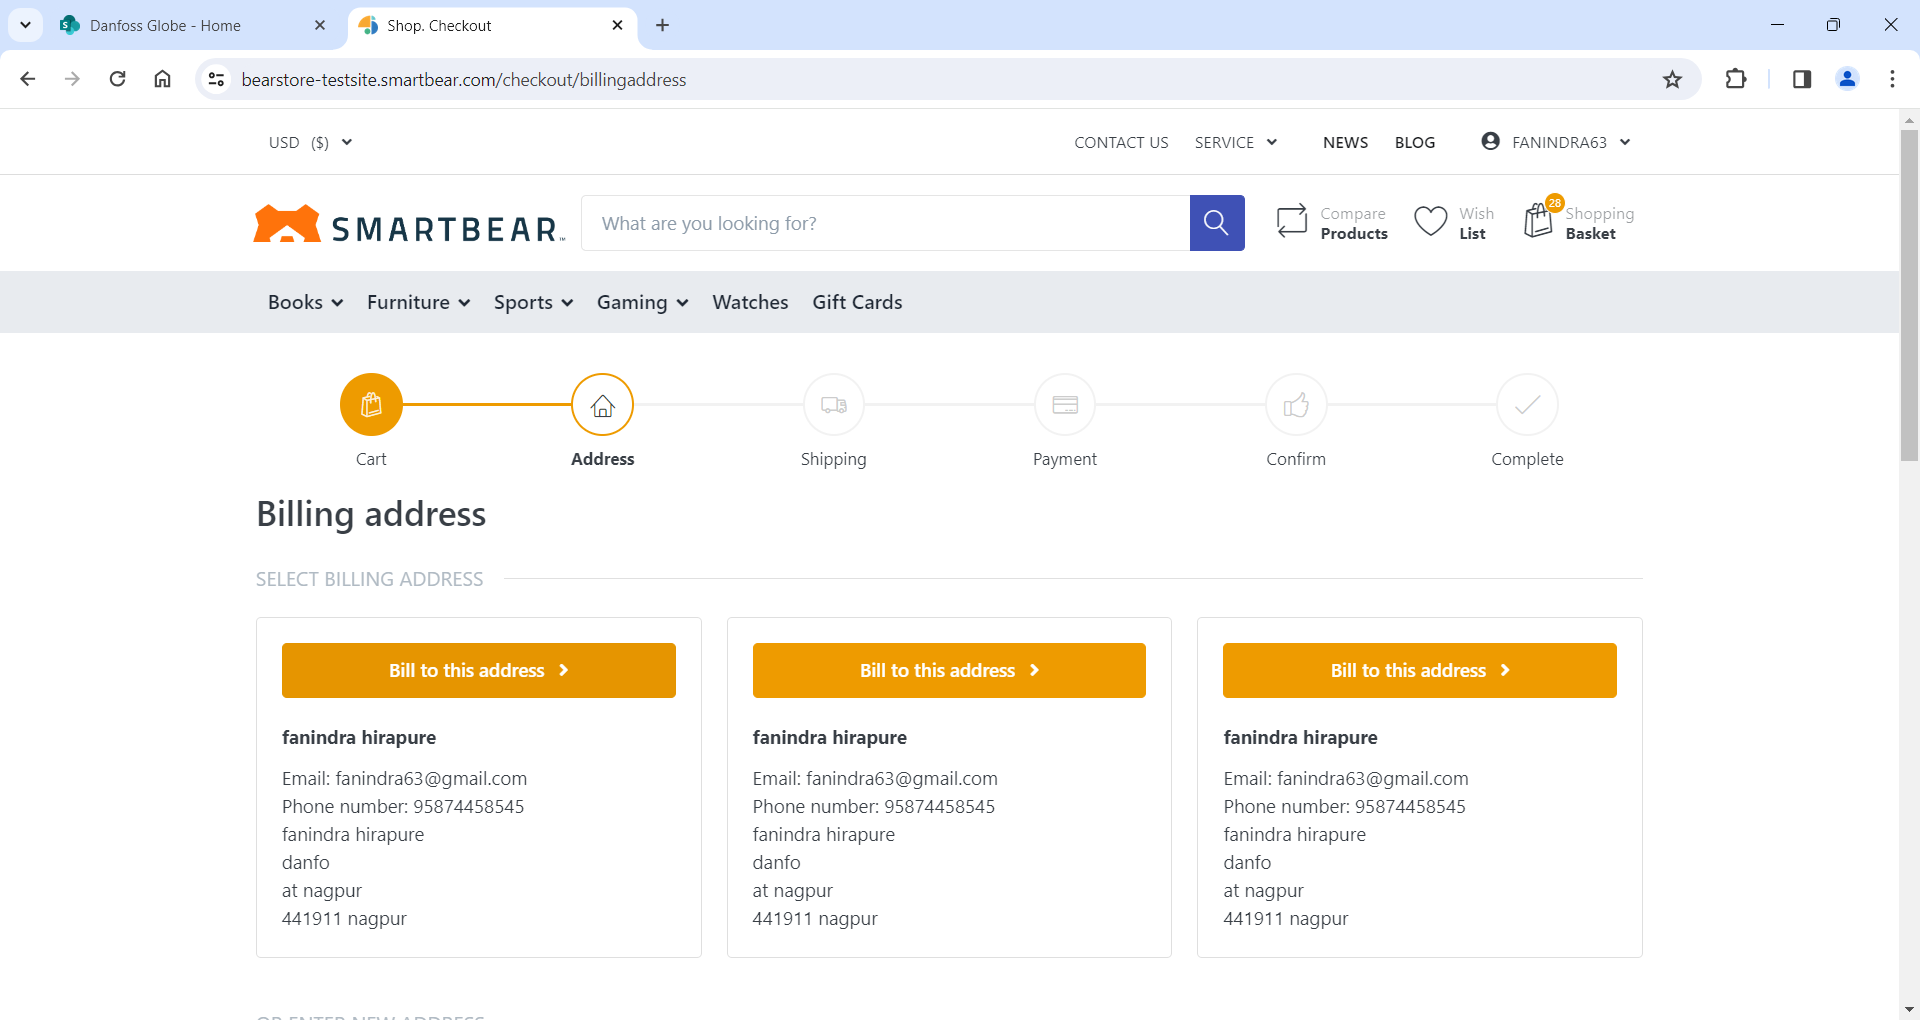 Danfoss Globe - Home
Shop. Checkout
bearstore-testsite.smartbear.com/checkout/billingaddress
USD ($)
CONTACT US SERVICE NEWS BLOG FANINDRA63
SMARTBEAR
What are you looking for?
Compare Products
Wish List
28
Shopping Basket
Books Furniture Sports Gaming Watches Gift Cards
Cart Address Shipping Payment Confirm Complete
Billing address
SELECT BILLING ADDRESS
Bill to this address
fanindra hirapure
Email: fanindra63@gmail.com
Phone number: 95874458545
fanindra hirapure
danfo
at nagpur
441911 nagpur
Bill to this address
fanindra hirapure
Email: fanindra63@gmail.com
Phone number: 95874458545
fanindra hirapure
danfo
at nagpur
441911 nagpur
Bill to this address
fanindra hirapure
Email: fanindra63@gmail.com
Phone number: 95874458545
fanindra hirapure
danfo
at nagpur
441911 nagpur
OR ENTER NEW ADDRESS